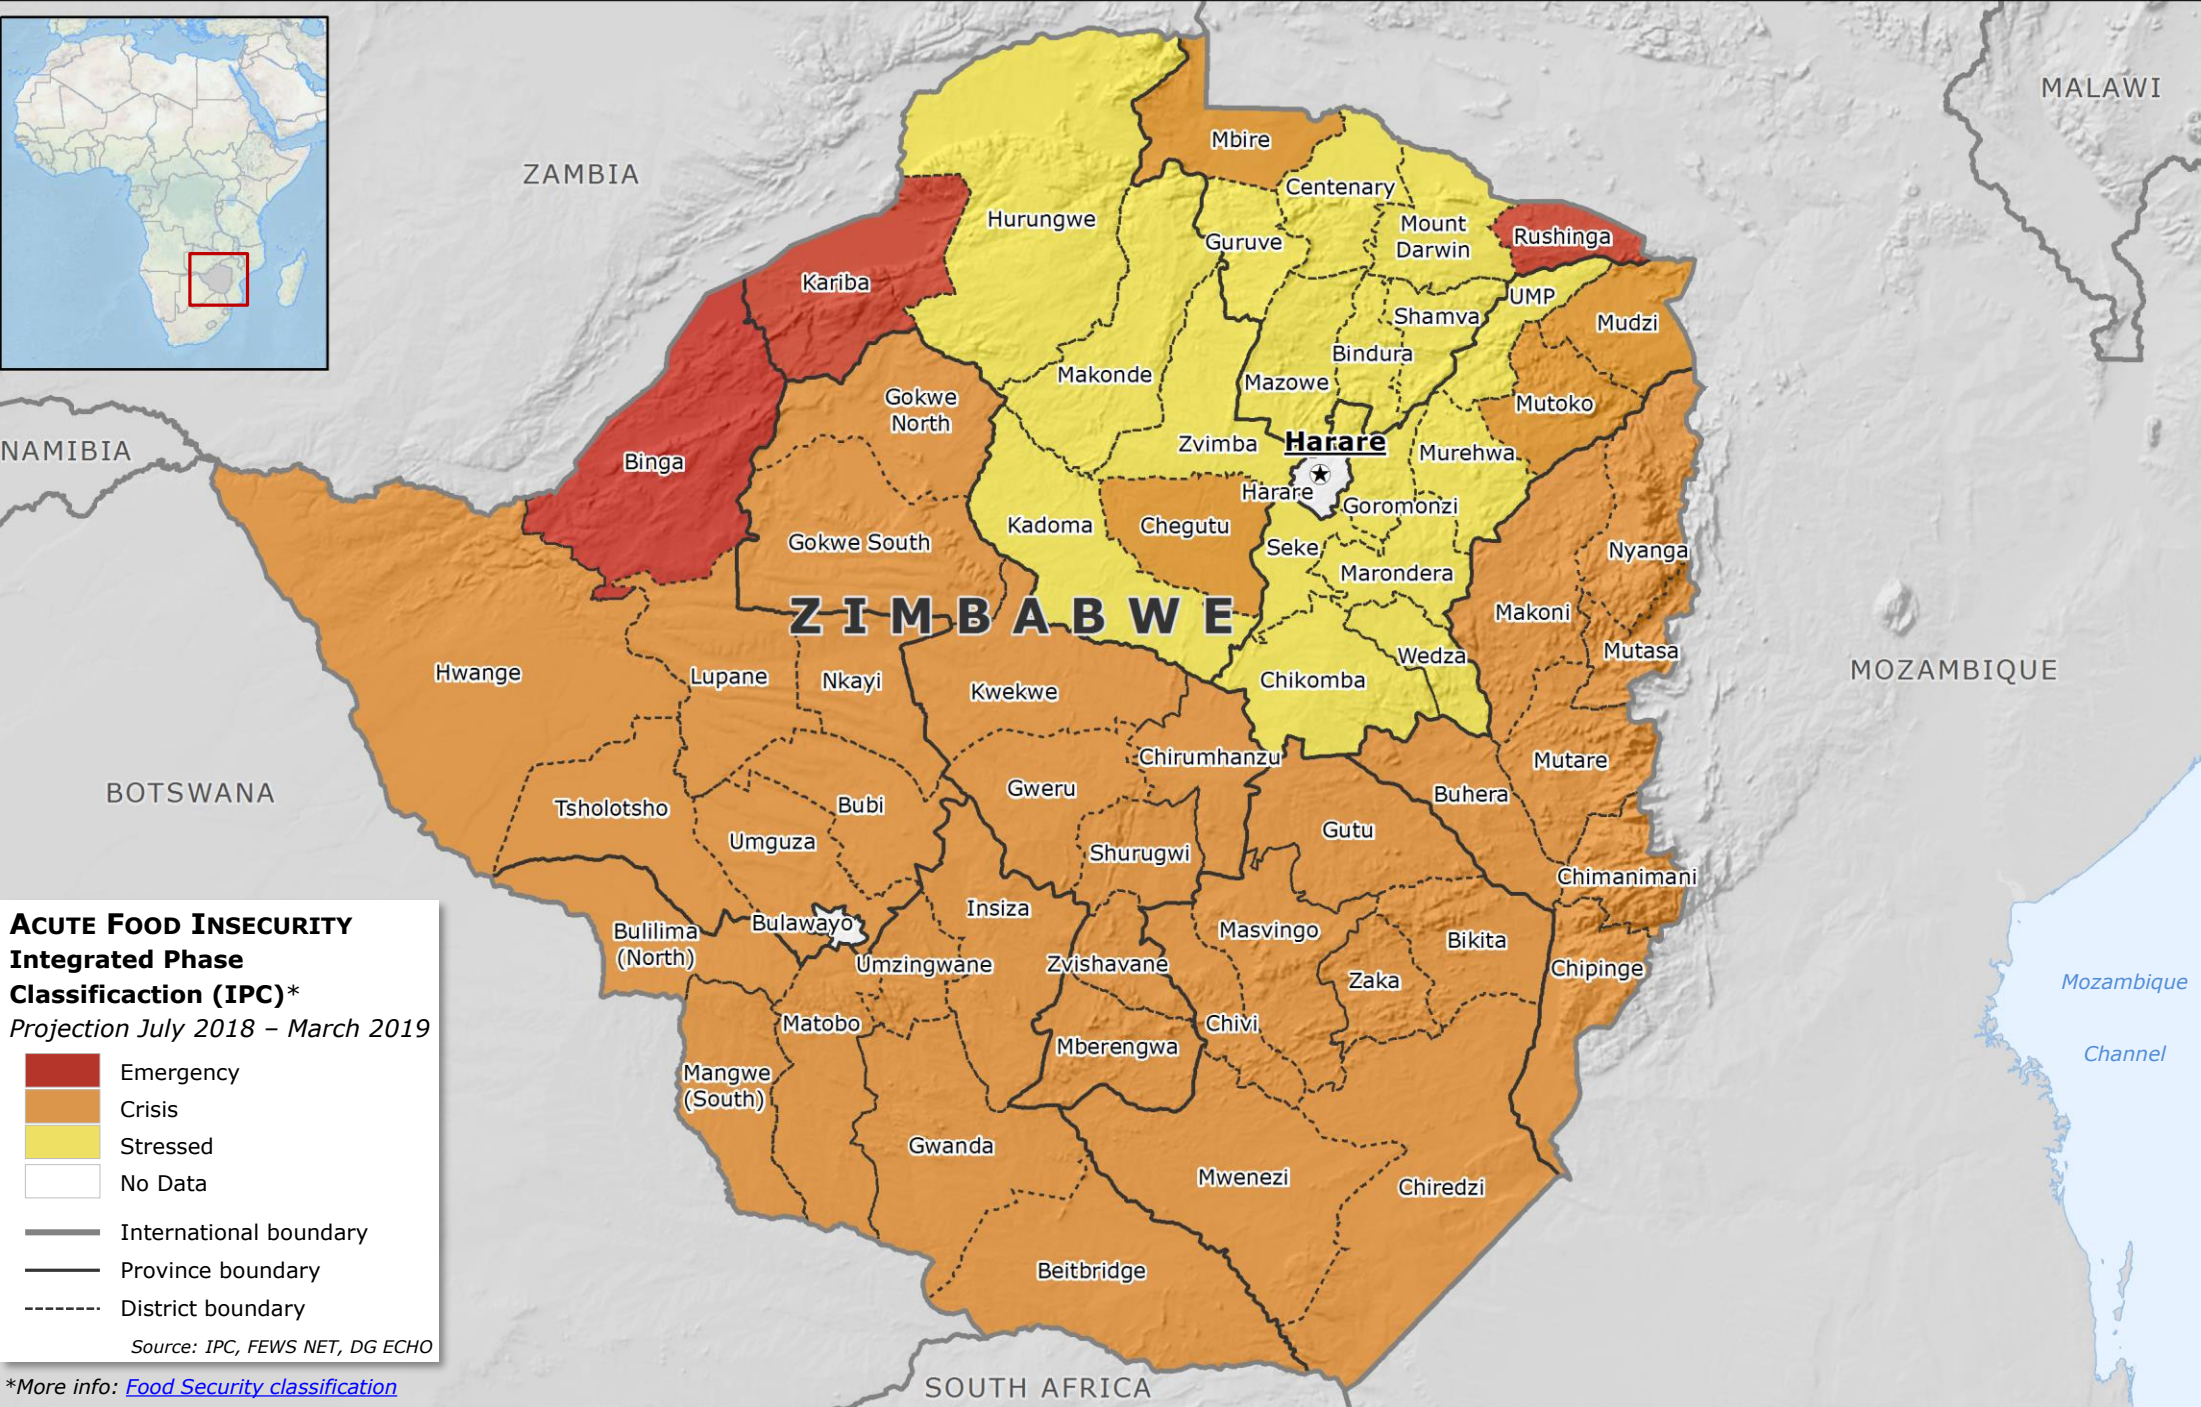 ZAMBIA
MALAWI
NAMIBIA
BOTSWANA
MOZAMBIQUE
SOUTH AFRICA
Mozambique
Channel
ZIMBABWE
Mbire
Centenary
Hurungwe
Guruve
Mount
Darwin
Rushinga
Kariba
UMP
Mudzi
Shamva
Bindura
Makonde
Mazowe
Gokwe
North
Mutoko
Zvimba
Harare
Murehwa
Binga
Harare
Goromonzi
Kadoma
Chegutu
Gokwe South
Seke
Nyanga
Marondera
Makoni
Mutasa
Wedza
Hwange
Lupane
Nkayi
Kwekwe
Chikomba
Chirumhanzu
Mutare
Gweru
Buhera
Tsholotsho
Bubi
Umguza
Gutu
Shurugwi
Chimanimani
Insiza
Bulawayo
Bulilima
(North)
Masvingo
Bikita
Umzingwane
Zvishavane
Zaka
Chipinge
Matobo
Chivi
Mberengwa
Mangwe
(South)
Gwanda
Mwenezi
Chiredzi
Beitbridge
ACUTE FOOD INSECURITY
Integrated Phase
Classificaction (IPC)*
Projection July 2018 – March 2019
Emergency
Crisis
Stressed
No Data
International boundary
Province boundary
District boundary
Source: IPC, FEWS NET, DG ECHO
*More info: Food Security classification